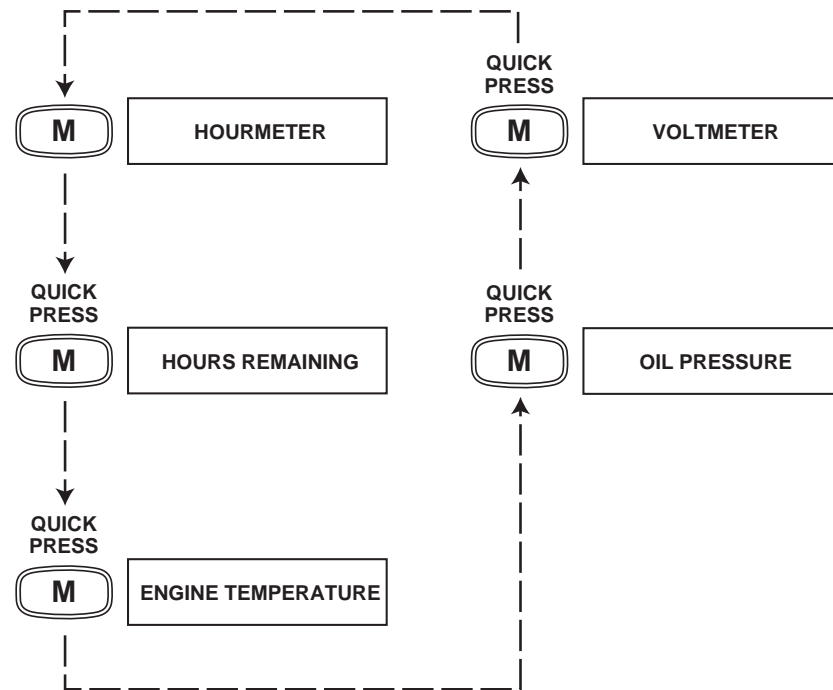 M
HOURMETER
QUICK
PRESS
M
HOURS REMAINING
QUICK
PRESS
M
ENGINE TEMPERATURE
QUICK
PRESS
M
OIL PRESSURE
QUICK
PRESS
M
VOLTMETER